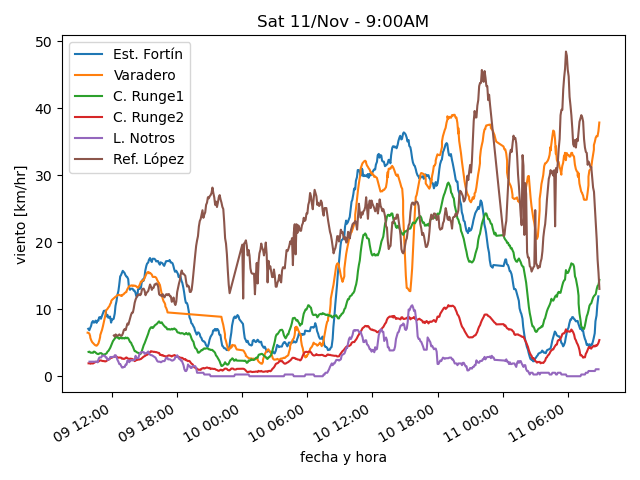 Sat 11/Nov - 9:00AM
Est. Fortín
Varadero
C. Runge1
C. Runge2
L. Notros
Ref. López
viento [km/hr]
50
40
30
20
10
0
09 12:00
09 18:00
10 00:00
10 06:00
10 12:00
10 18:00
11 00:00
11 06:00
fecha y hora